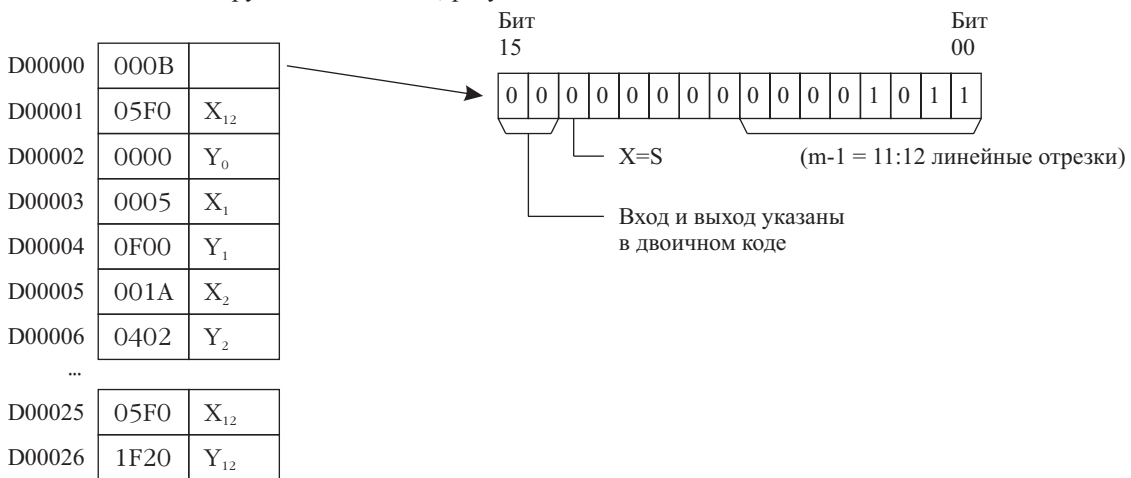 Бит 15
Бит 00
D00000 000B
D00001 05F0 X₁₂
D00002 0000 Y₀
D00003 0005 X₁
D00004 0F00 Y₁
D00005 001A X₂
D00006 0402 Y₂
...
D00025 05F0 X₁₂
D00026 1F20 Y₁₂
0 0 0 0 0 0 0 0 0 0 0 0 1 0 1 1
X=S
(m-1 = 11:12 линейные отрезки)
Вход и выход указаны
в двоичном коде